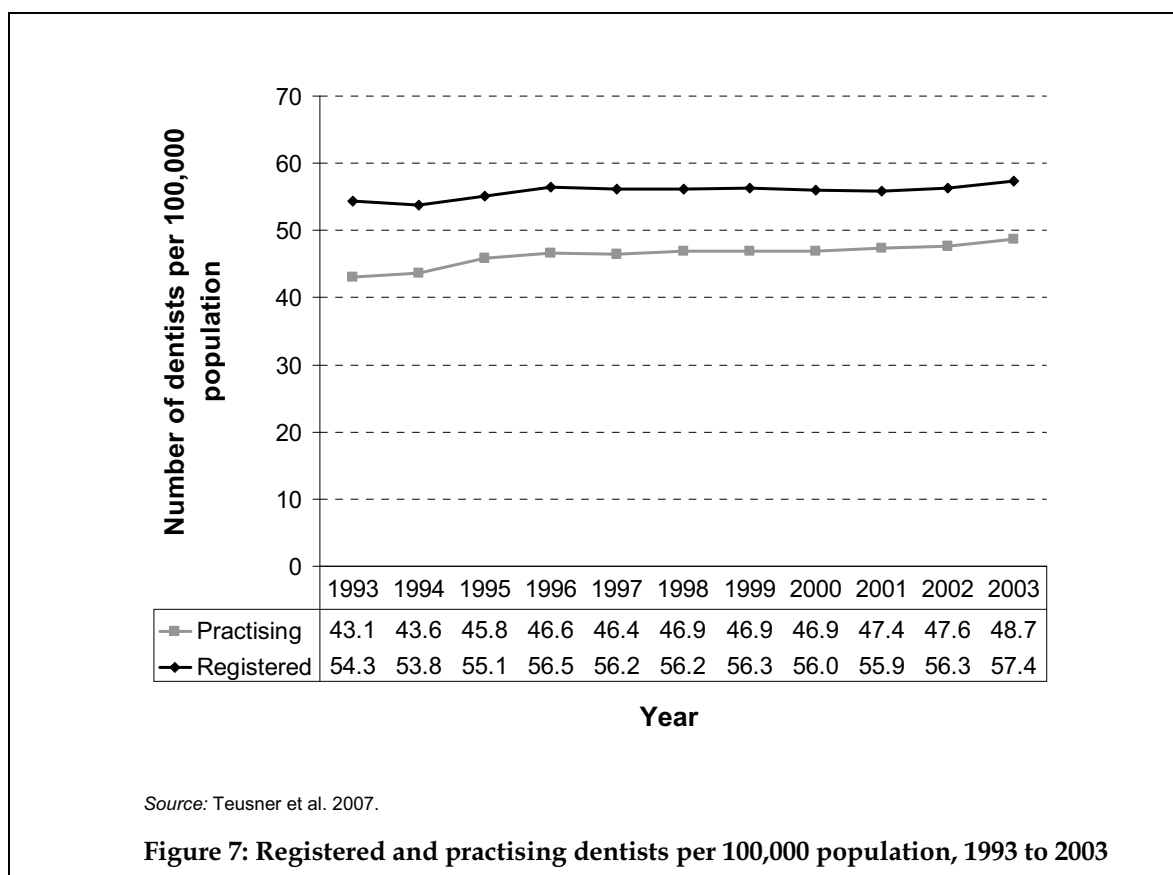 70
60
50
40
30
20
10
0
Number of dentists per 100,000
population
1993 1994 1995 1996 1997 1998 1999 2000 2001 2002 2003
Practising 43.1 43.6 45.8 46.6 46.4 46.9 46.9 46.9 47.4 47.6 48.7
Registered 54.3 53.8 55.1 56.5 56.2 56.2 56.3 56.0 55.9 56.3 57.4
Year
Source: Teusner et al. 2007.
Figure 7: Registered and practising dentists per 100,000 population, 1993 to 2003